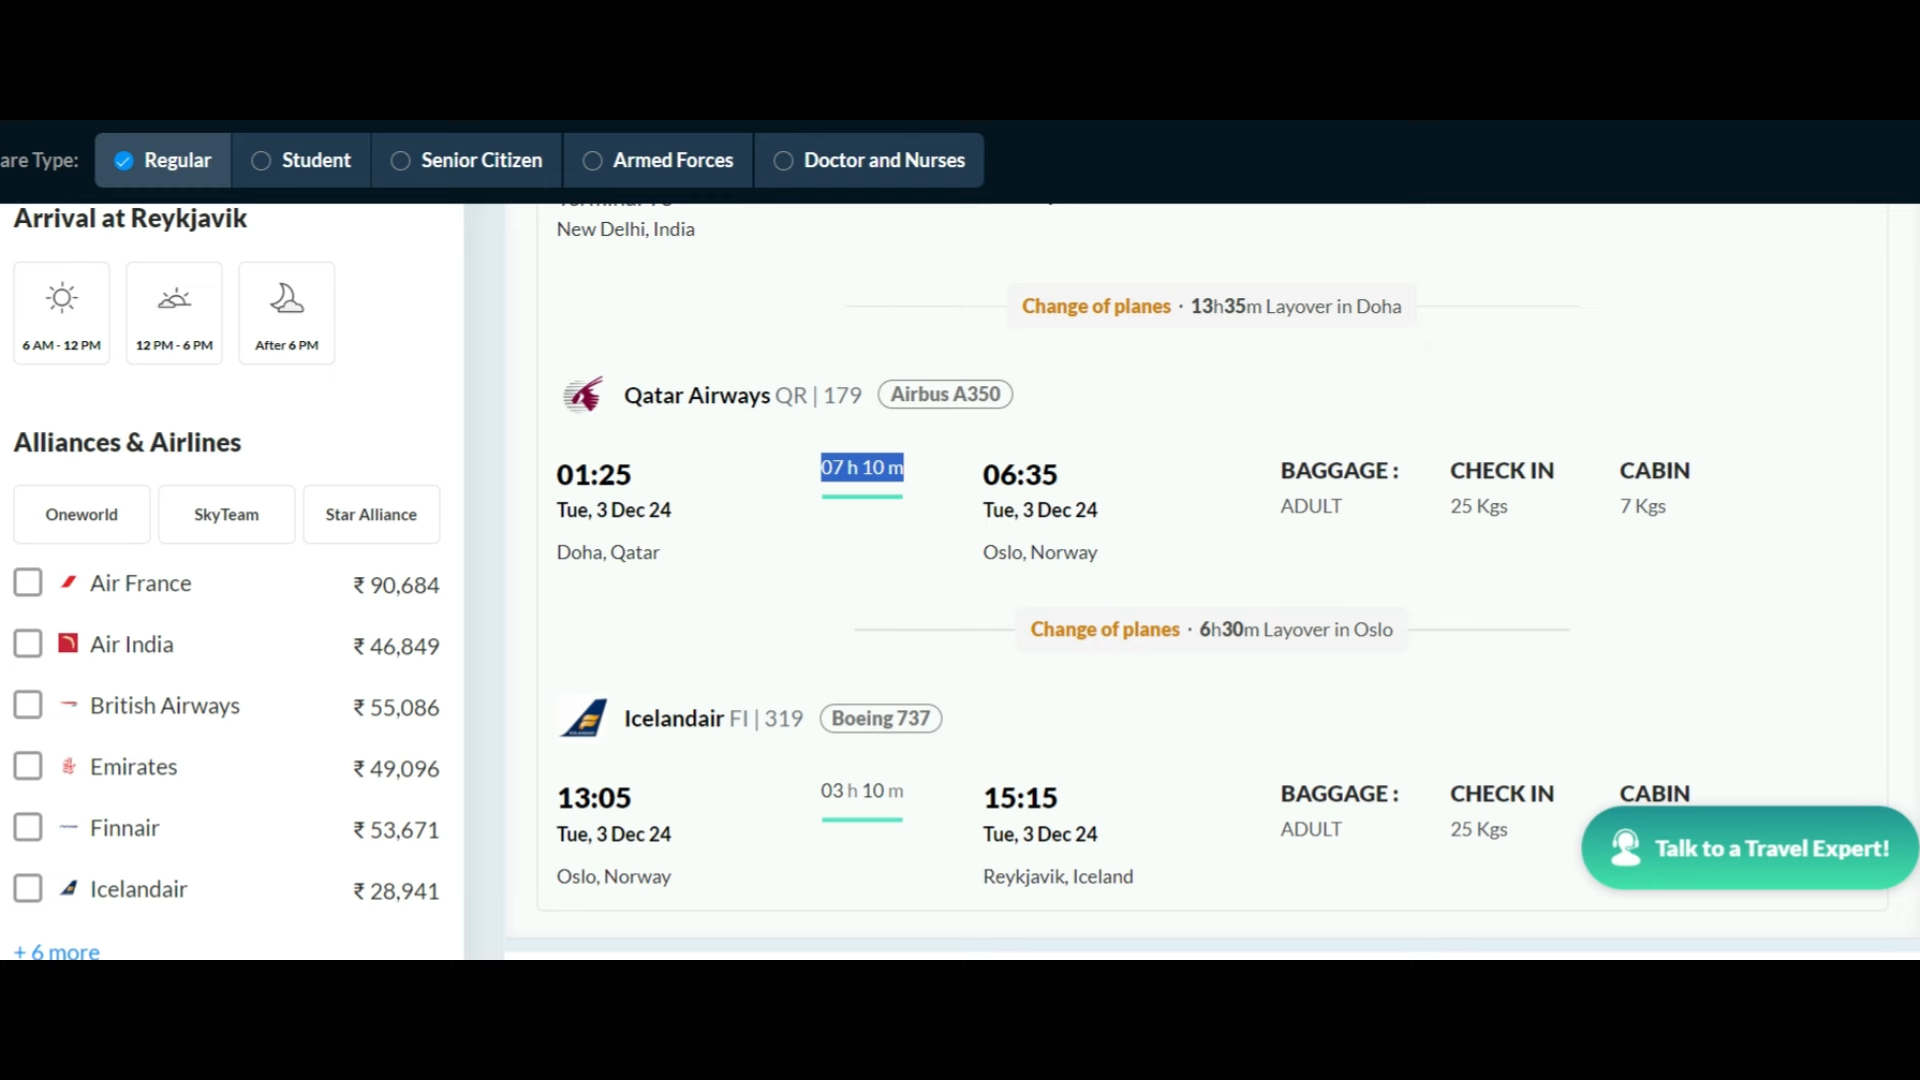 are Type: Regular Student Senior Citizen Armed Forces Doctor and Nurses
Arrival at Reykjavik
6 AM - 12 PM 12 PM - 6 PM After 6 PM
Alliances & Airlines
Oneworld SkyTeam Star Alliance
Air France ₹ 90,684
Air India ₹ 46,849
British Airways ₹ 55,086
Emirates ₹ 49,096
Finnair ₹ 53,671
Icelandair ₹ 28,941
+ 6 more
New Delhi, India
Change of planes · 13h35m Layover in Doha
Qatar Airways QR | 179 Airbus A350
01:25 07 h 10 m 06:35 BAGGAGE : CHECK IN CABIN
Tue, 3 Dec 24 Tue, 3 Dec 24 ADULT 25 Kgs 7 Kgs
Doha, Qatar Oslo, Norway
Change of planes · 6h30m Layover in Oslo
Icelandair FI | 319 Boeing 737
13:05 03 h 10 m 15:15 BAGGAGE : CHECK IN CABIN
Tue, 3 Dec 24 Tue, 3 Dec 24 ADULT 25 Kgs
Oslo, Norway Reykjavik, Iceland
Talk to a Travel Expert!